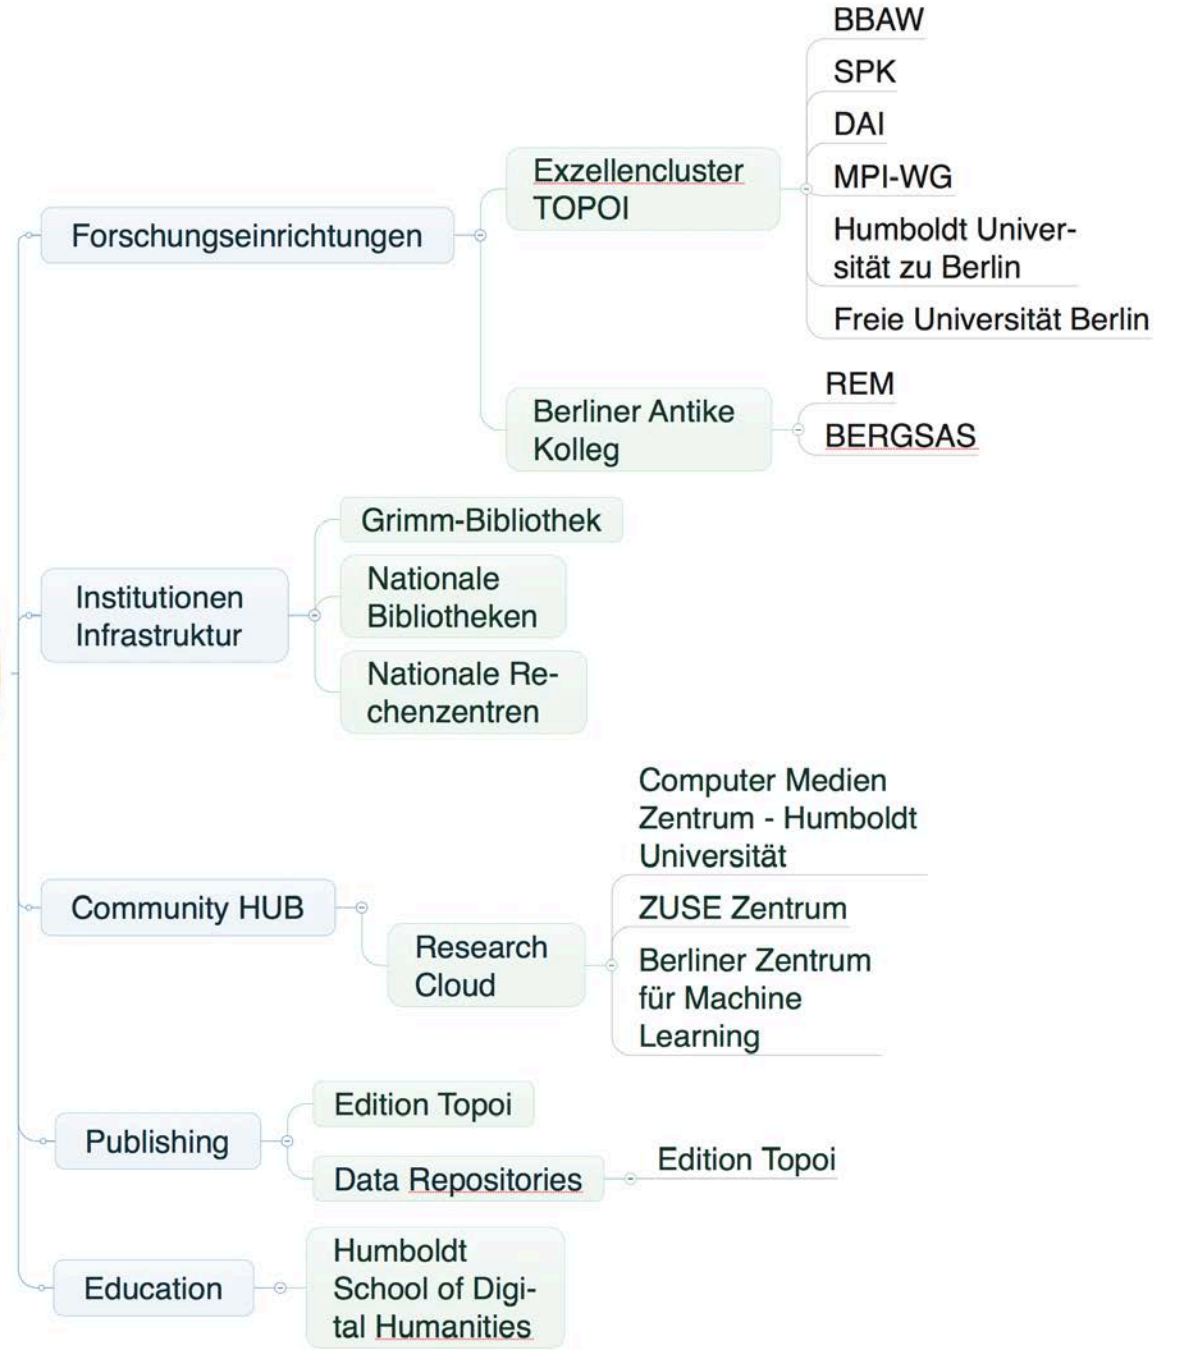 BBAW
SPK
DAI
MPI-WG
Humboldt Univer-
sität zu Berlin
Freie Universität Berlin
Exzellencluster
TOPOI
Forschungseinrichtungen
REM
BERGSAS
Berliner Antike
Kolleg
Grimm-Bibliothek
Nationale
Bibliotheken
Institutionen
Infrastruktur
Nationale Re-
chenzentren
Computer Medien
Zentrum - Humboldt
Universität
ZUSE Zentrum
Berliner Zentrum
für Machine
Learning
Community HUB
Research
Cloud
Edition Topoi
Publishing
Data Repositories
Edition Topoi
Humboldt
School of Digi-
tal Humanities
Education